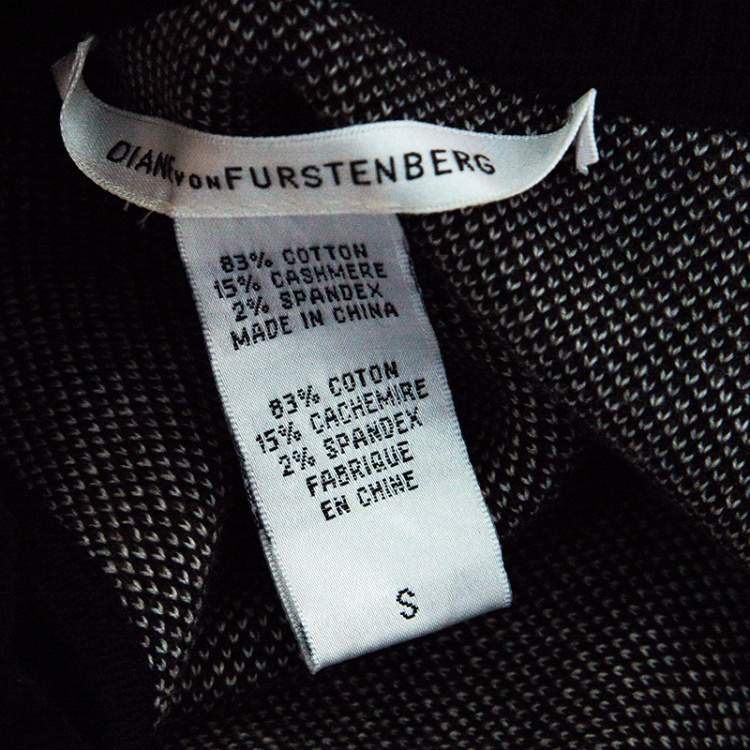 DIANE VON FURSTENBERG
83% COTTON
15% CASHMERE
2% SPANDEX
MADE IN CHINA
83% COTON
15% CACHEMIRE
2% SPANDEX
FABRIQUE
EN CHINE
S